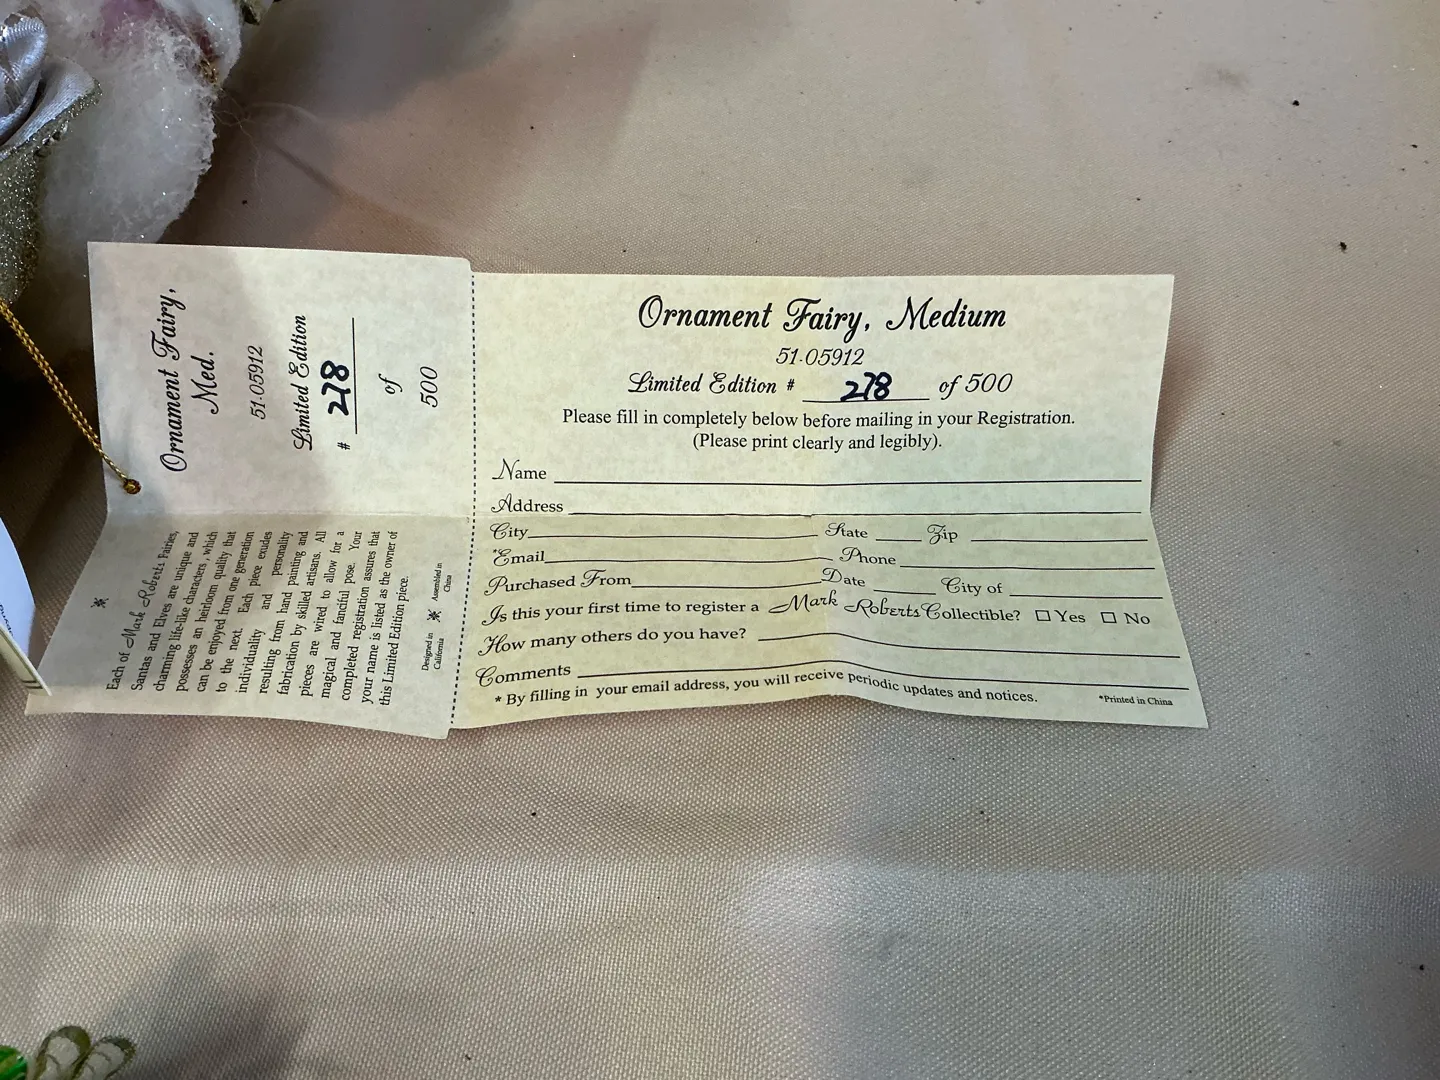 Ornament Fairy,
Med.
51-05912
Limited Edition
# 278
of
500
Each of Mark Roberts Fairies,
Santas and Elves are unique and
charming life-like characters, which
possesses an heirloom quality that
can be enjoyed from one generation
to the next. Each piece exudes
individuality and personality
resulting from hand painting and
fabrication by skilled artisans. All
pieces are wired to allow for a
magical and fanciful pose. Your
completed registration assures that
your name is listed as the owner of
this Limited Edition piece.
Designed in
California
Assembled in
China
Ornament Fairy, Medium
51-05912
Limited Edition # 278 of 500
Please fill in completely below before mailing in your Registration.
(Please print clearly and legibly).
Name
Address
City State Zip
*Email Phone
Purchased From Date City of
Is this your first time to register a Mark Roberts Collectible? ☐ Yes ☐ No
How many others do you have?
Comments
* By filling in your email address, you will receive periodic updates and notices.
*Printed in China